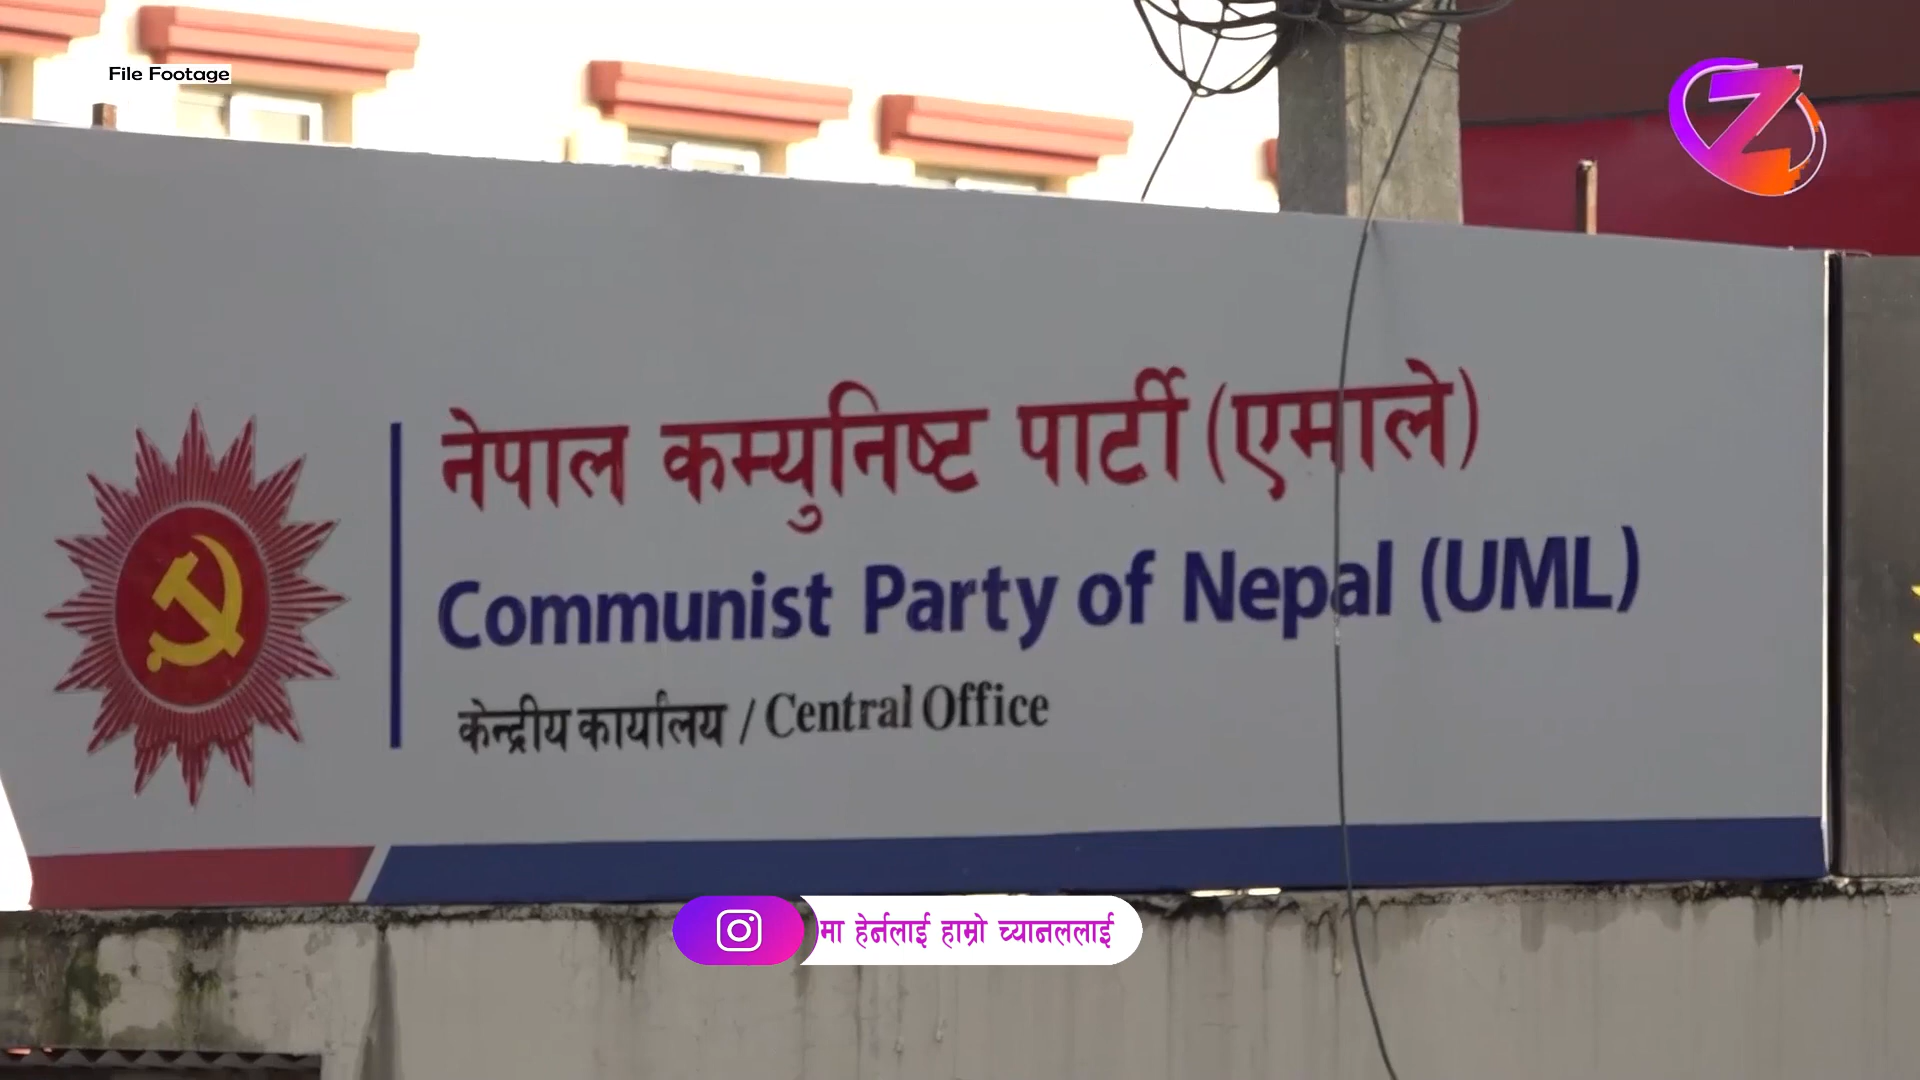 File Footage
नेपाल कम्युनिष्ट पार्टी (एमाले)
Communist Party of Nepal (UML)
केन्द्रीय कार्यालय / Central Office
मा हेर्नलाई हाम्रो च्यानललाई